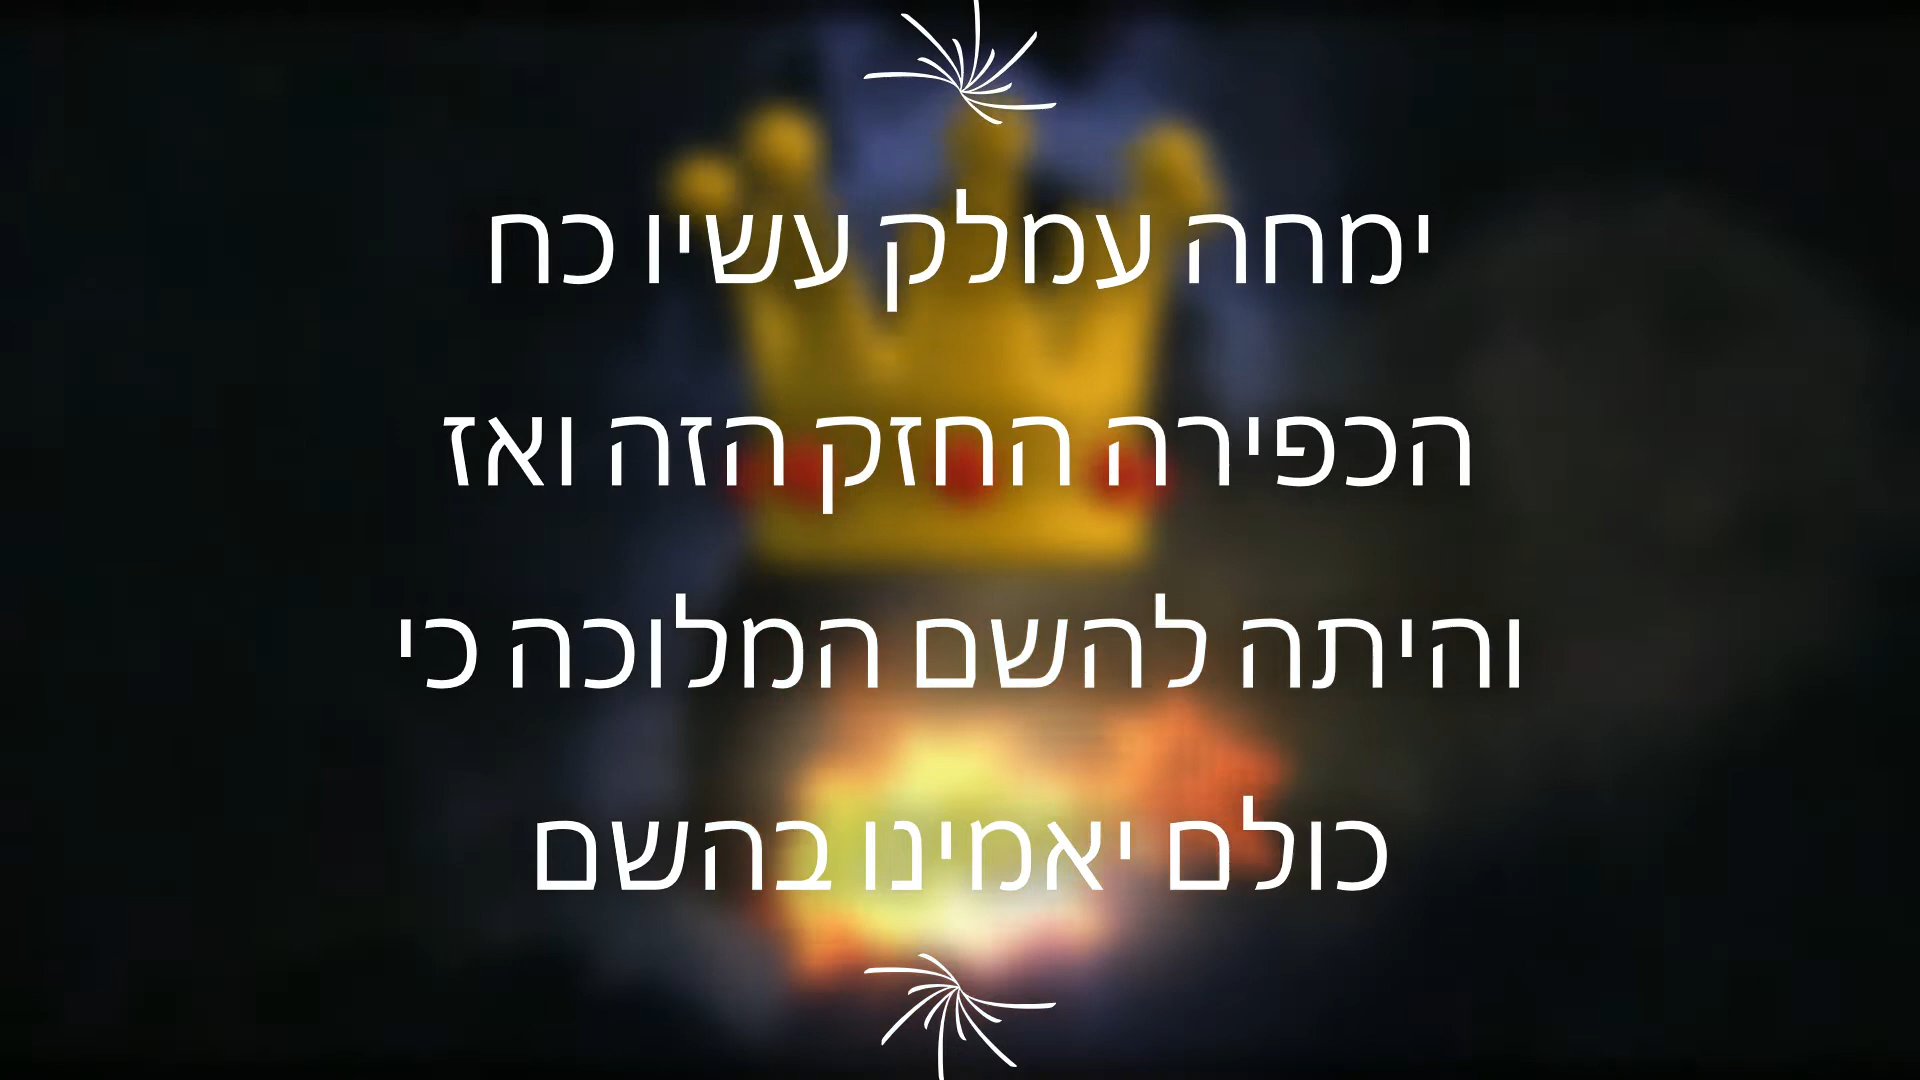 ימחה עמלק עשיו כח
הכפירה החזק הזה ואז
והיתה להשם המלוכה כי
כולם יאמינו בהשם